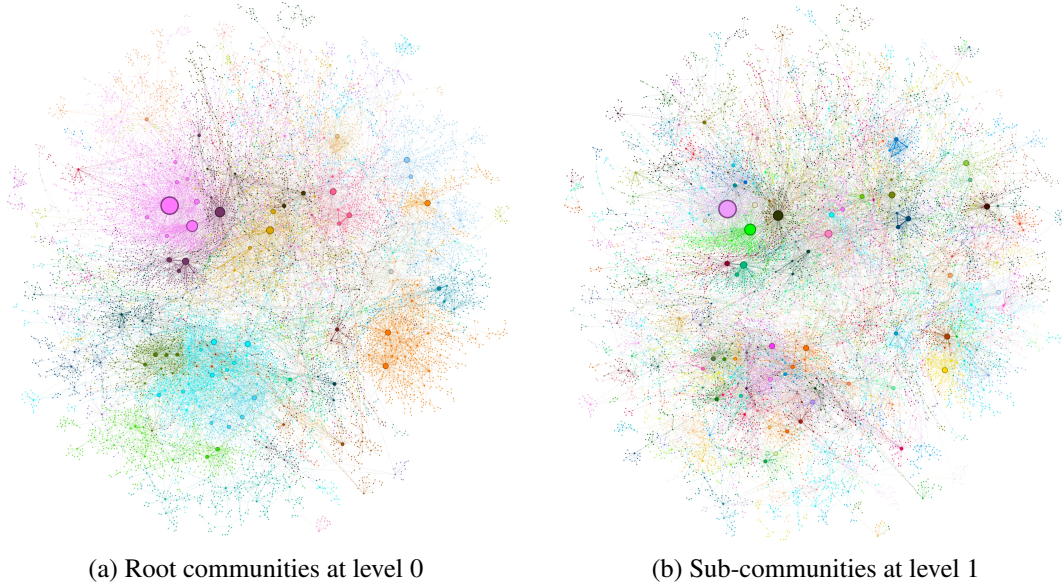 (a) Root communities at level 0
(b) Sub-communities at level 1